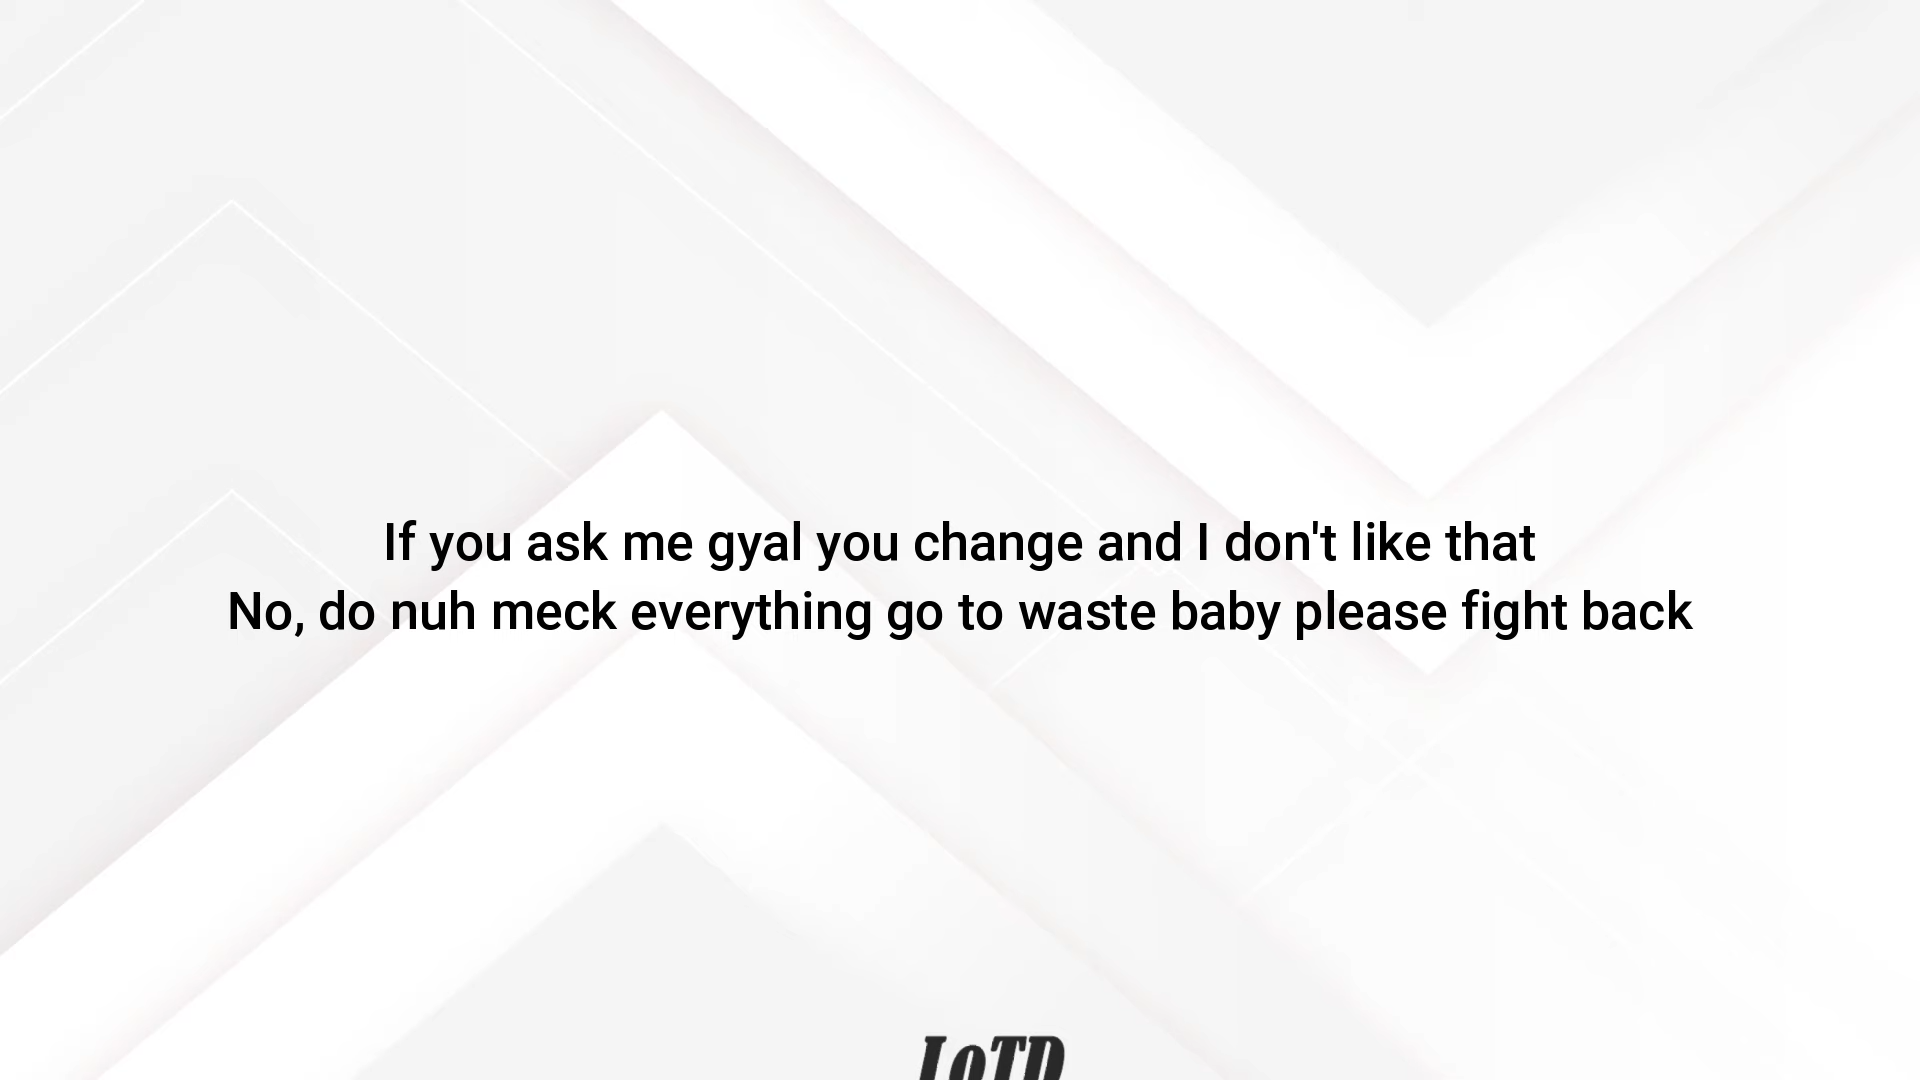 If you ask me gyal you change and I don't like that
No, do nuh meck everything go to waste baby please fight back
LoTD